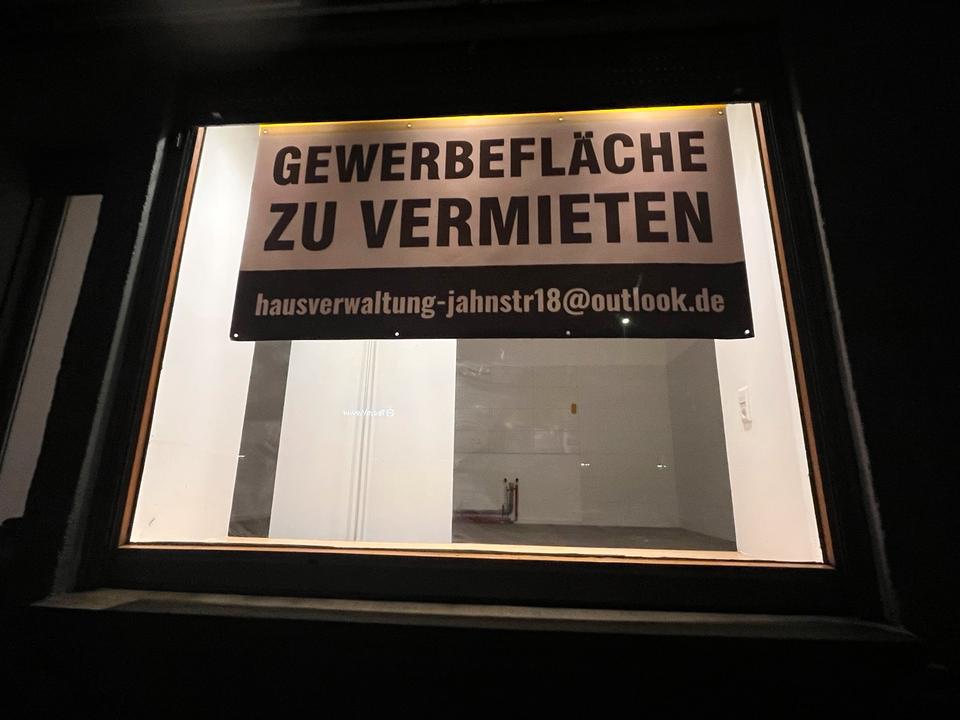 GEWERBEFLÄCHE
ZU VERMIETEN
hausverwaltung-jahnstr18@outlook.de